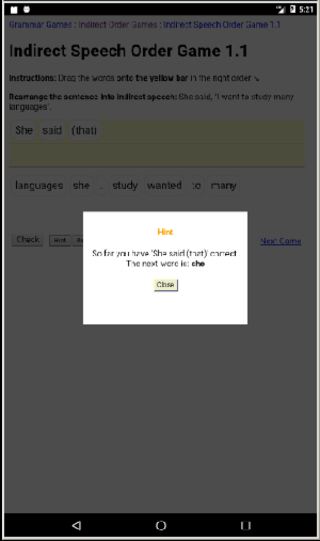 5:21
Grammar Games : Indirect Order Games : Indirect Speech Order Game 1.1
Indirect Speech Order Game 1.1
Instructions: Drag the words onto the yellow bar in the right order
Rearrange the sentence into indirect speech: She said, "I want to study many
languages".
She said (that)
languages she . study wanted to many
Hint
So far you have 'She said (that)' correct
The next word is: she
Close
Check Hint
Next Game